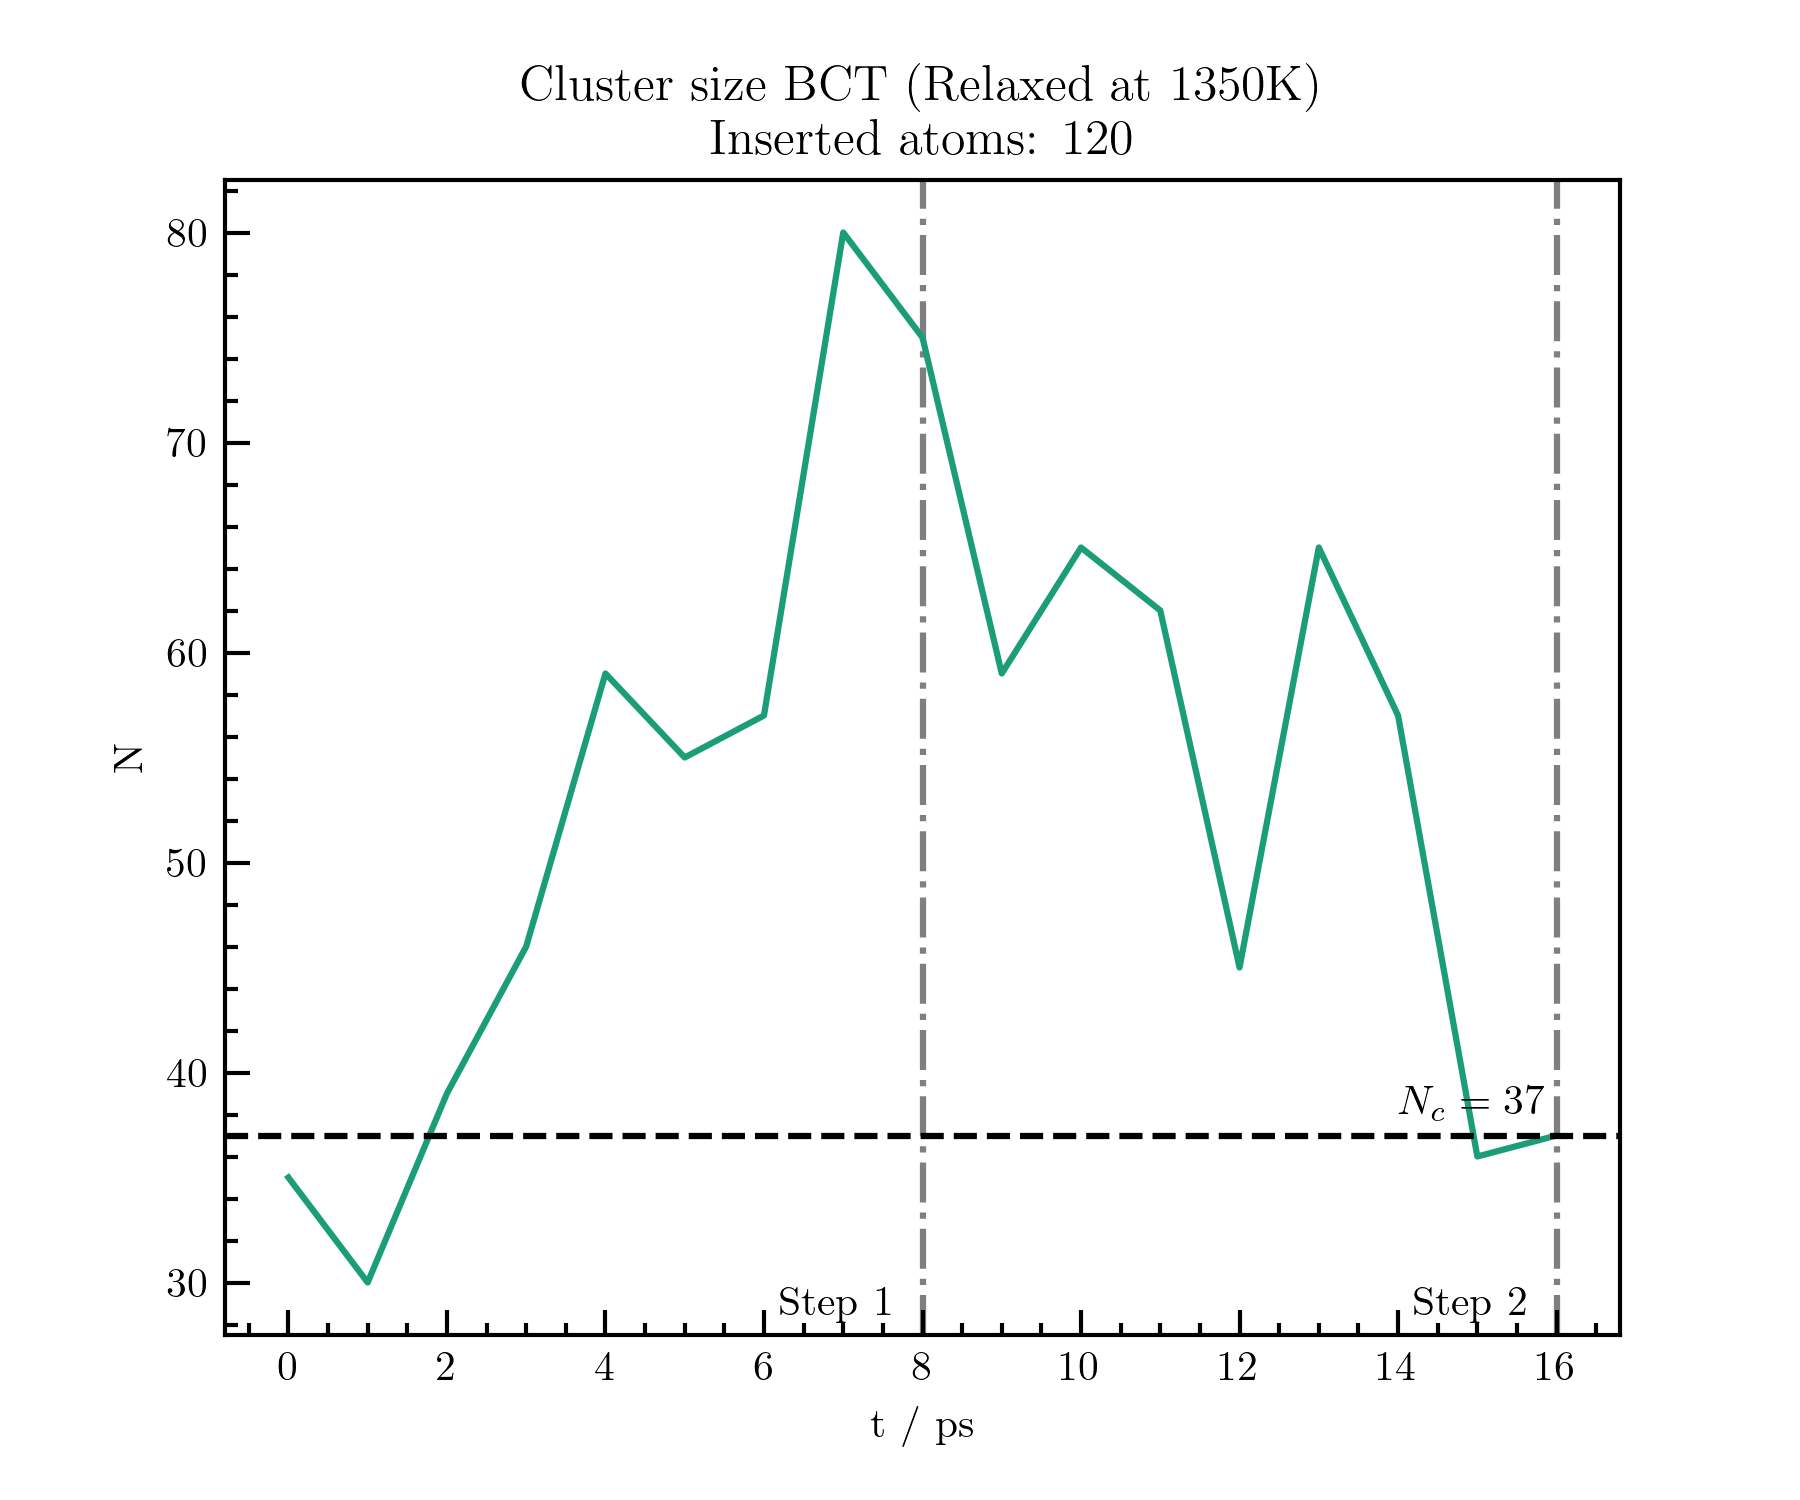 Cluster size BCT (Relaxed at 1350K)
Inserted atoms: 120
80
70
60
50
40
30
N
N_c = 37
Step 1
Step 2
0 2 4 6 8 10 12 14 16
t / ps